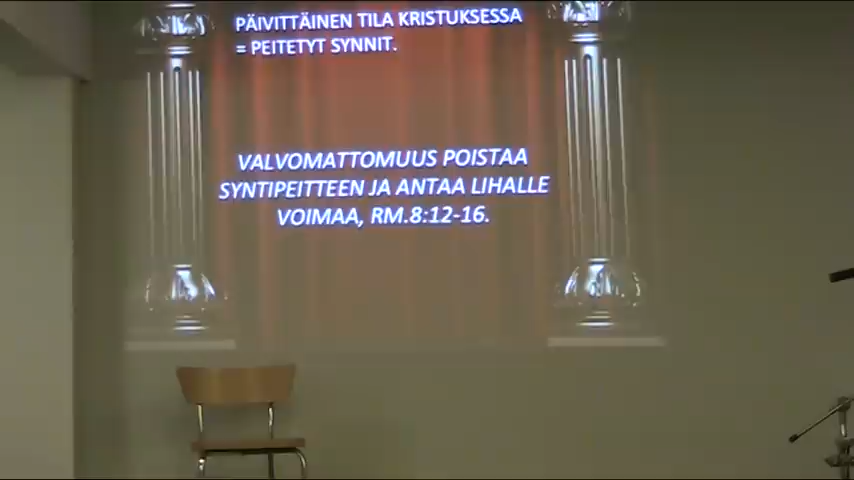 PÄIVITTÄINEN TILA KRISTUKSESSA
= PEITETYT SYNNIT.
VALVOMATTOMUUS POISTAA
SYNTIPEITTEEN JA ANTAA LIHALLE
VOIMAA, RM.8:12-16.